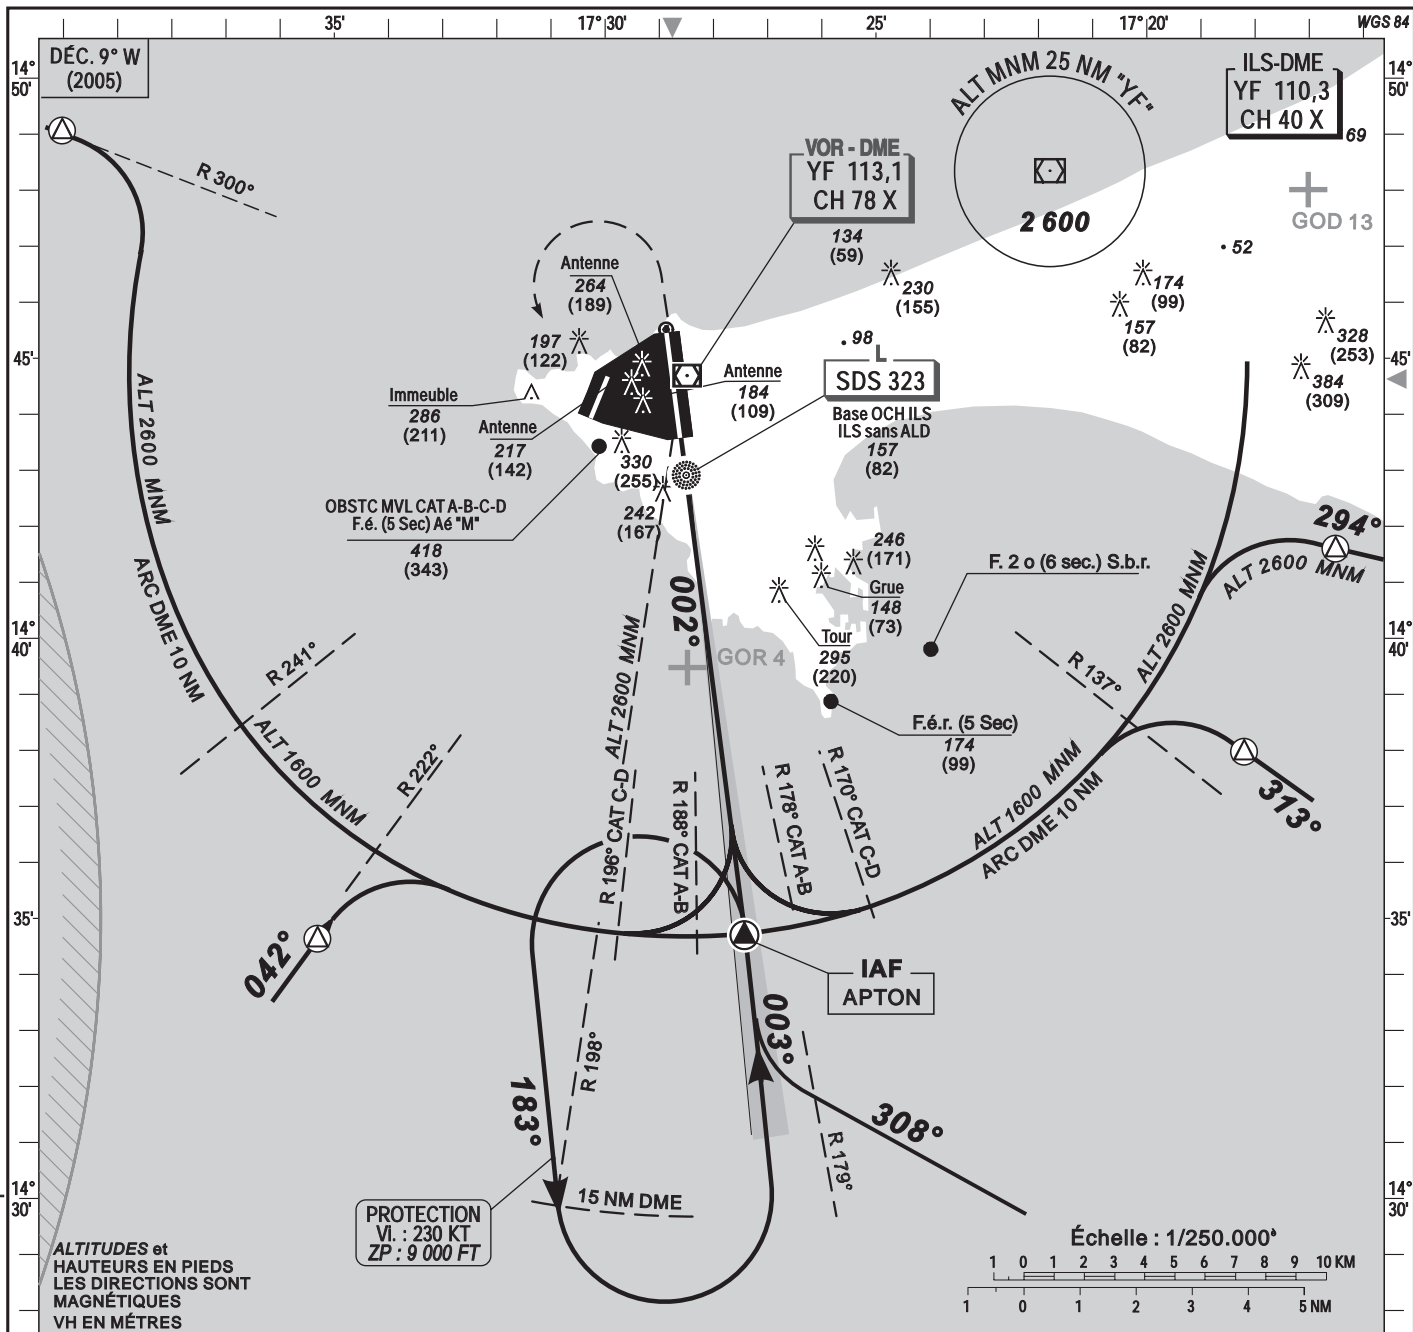 35'
17° 30'
25'
17° 20'
WGS 84
DÉC. 9° W
(2005)
14°
50'
14°
50'
ALT MNM 25 NM "YF"
2 600
ILS-DME
YF 110,3
CH 40 X
69
VOR - DME
YF 113,1
CH 78 X
134
(59)
R 300°
GOD 13
52
Antenne
264
(189)
230
(155)
174
(99)
157
(82)
328
(253)
384
(309)
197
(122)
98
45'
45'
L
SDS 323
Antenne
184
(109)
Immeuble
286
(211)
Base OCH ILS
ILS sans ALD
157
(82)
Antenne
217
(142)
330
(255)
OBSTC MVL CAT A-B-C-D
F.é. (5 Sec) Aé "M"
418
(343)
242
(167)
294°
ALT 2600 MNM
ALT 2600 MNM
ARC DME 10 NM
246
(171)
Grue
148
(73)
F. 2 o (6 sec.) S.b.r.
ALT 2600 MNM
002°
14°
40'
14°
40'
GOR 4
Tour
295
(220)
R 241°
R 137°
ALT 2600 MNM
F.é.r. (5 Sec)
174
(99)
ALT 1600 MNM
R 222°
R 196° CAT C-D
R 188° CAT A-B
R 178° CAT A-B
R 170° CAT C-D
ALT 1600 MNM
ARC DME 10 NM
313°
35'
35'
042°
IAF
APTON
003°
R 198°
183°
308°
R 179°
14°
30'
14°
30'
15 NM DME
PROTECTION
Vi. : 230 KT
ZP : 9 000 FT
ALTITUDES et
HAUTEURS EN PIEDS
LES DIRECTIONS SONT
MAGNÉTIQUES
VH EN MÉTRES
Échelle : 1/250.000è
1 0 1 2 3 4 5 6 7 8 9 10 KM
1 0 1 2 3 4 5 NM